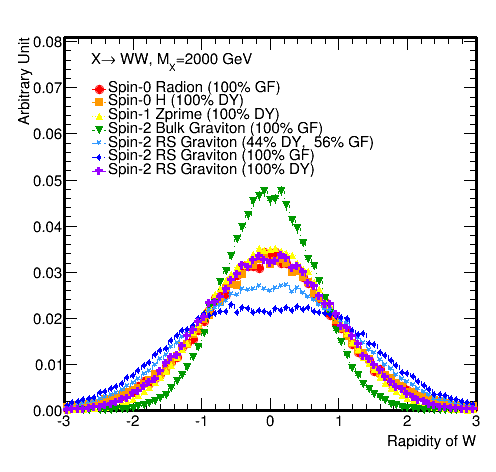 X→ WW, M_X=2000 GeV
Spin-0 Radion (100% GF)
Spin-0 H (100% DY)
Spin-1 Zprime (100% DY)
Spin-2 Bulk Graviton (100% GF)
Spin-2 RS Graviton (44% DY, 56% GF)
Spin-2 RS Graviton (100% GF)
Spin-2 RS Graviton (100% DY)
Arbitrary Unit
0.08
0.07
0.06
0.05
0.04
0.03
0.02
0.01
0.00
-3 -2 -1 0 1 2 3
Rapidity of W